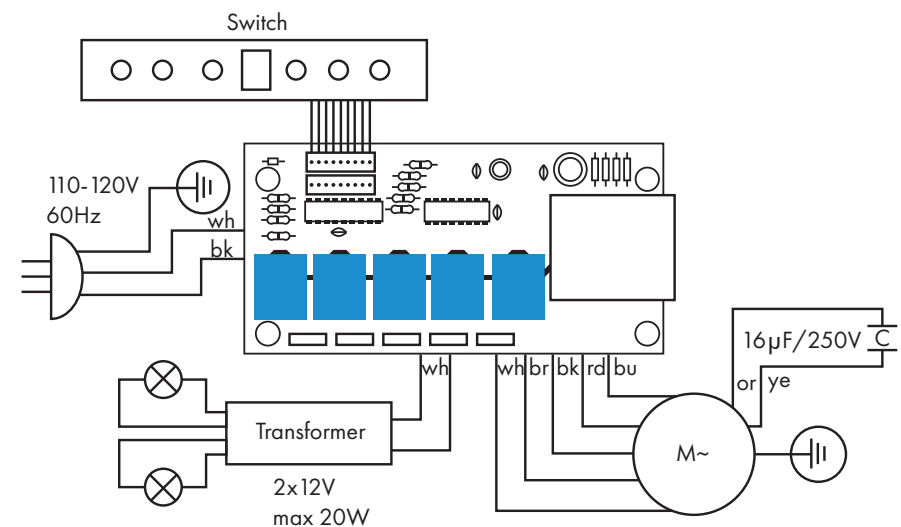 Switch
110-120V
60Hz
wh
bk
wh
wh br bk rd bu
16µF/250V C
or ye
Transformer
M~
2x12V
max 20W